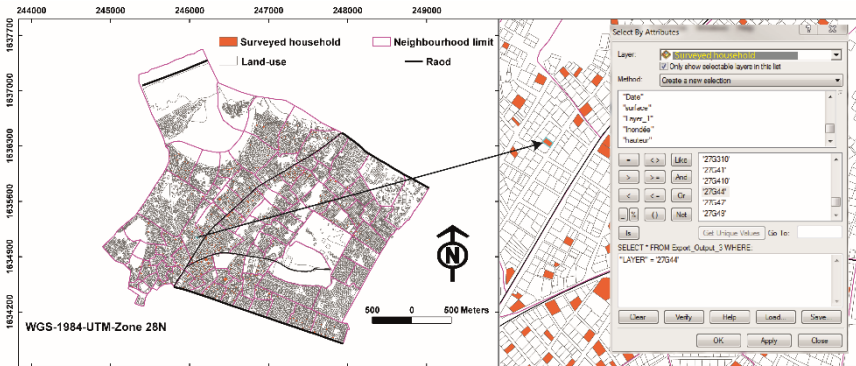 244000 245000 246000 247000 248000 249000
1637700
1637000
1636300
1635600
1634900
1634200
Surveyed household
Neighbourhood limit
Land-use
Raod
N
500 0 500 Meters
WGS-1984-UTM-Zone 28N
Select By Attributes
Layer:
Surveyed household
Only show selectable layers in this list
Method:
Create a new selection
"Date"
"surface"
"Layer_1"
"Inondée"
"hauteur"
= < > Like
> > = And
< < = Or
_ % ( ) Not
Is
'27G310'
'27G41'
'27G410'
'27G44'
'27G47'
'27G49'
Get Unique Values Go To:
SELECT * FROM Export_Output_3 WHERE:
"LAYER" = '27G44'
Clear Verify Help Load... Save...
OK Apply Close